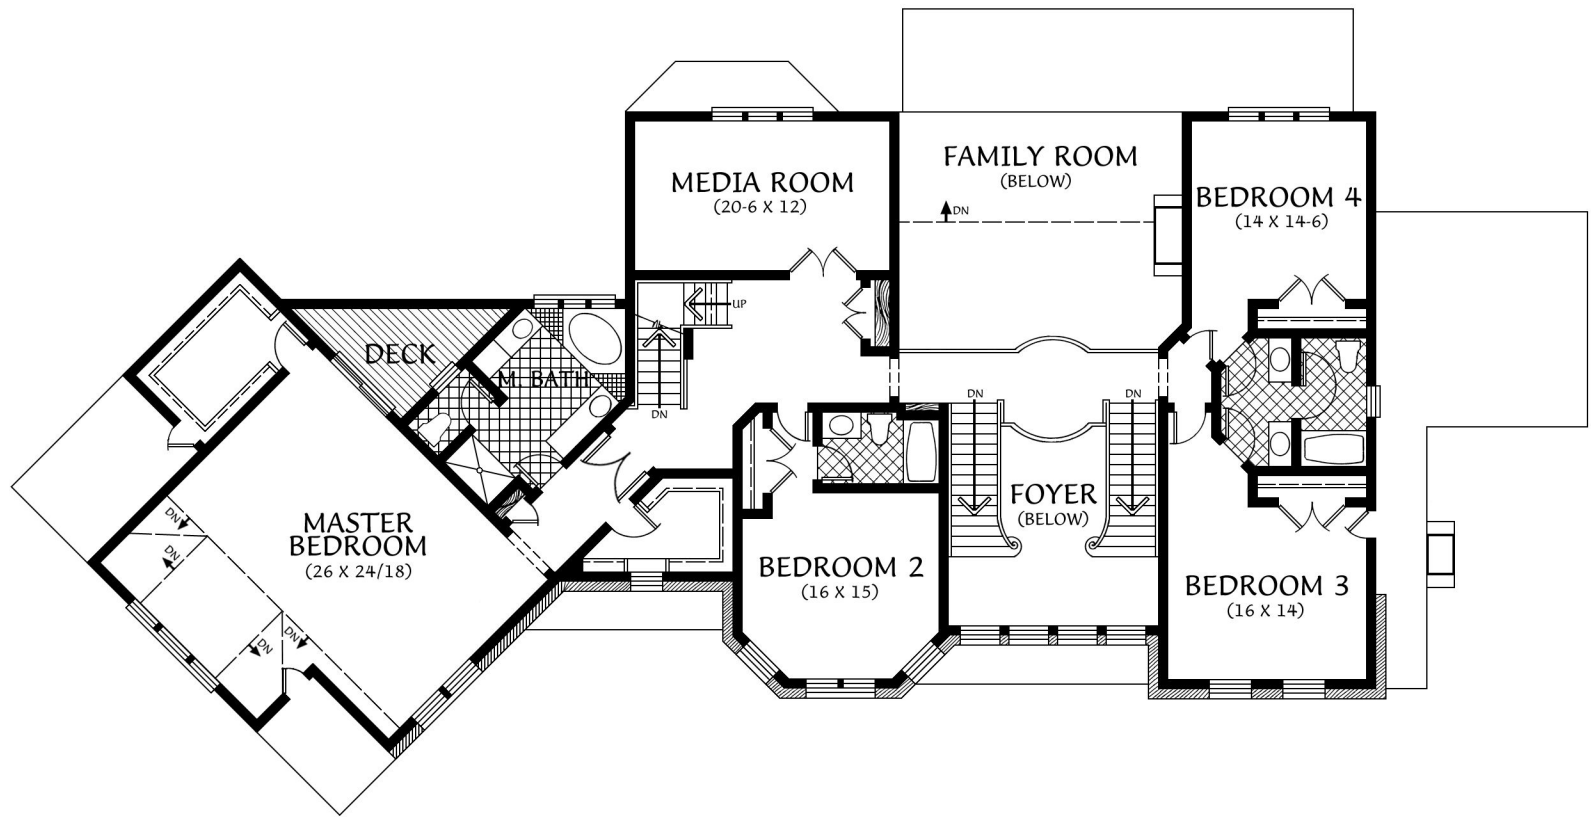 FAMILY ROOM
(BELOW)
DN
MEDIA ROOM
(20-6 X 12)
BEDROOM 4
(14 X 14-6)
UP
DECK
M. BATH
DN
DN
DN
FOYER
(BELOW)
MASTER
BEDROOM
(26 X 24/18)
DN
DN
DN
DN
BEDROOM 2
(16 X 15)
BEDROOM 3
(16 X 14)